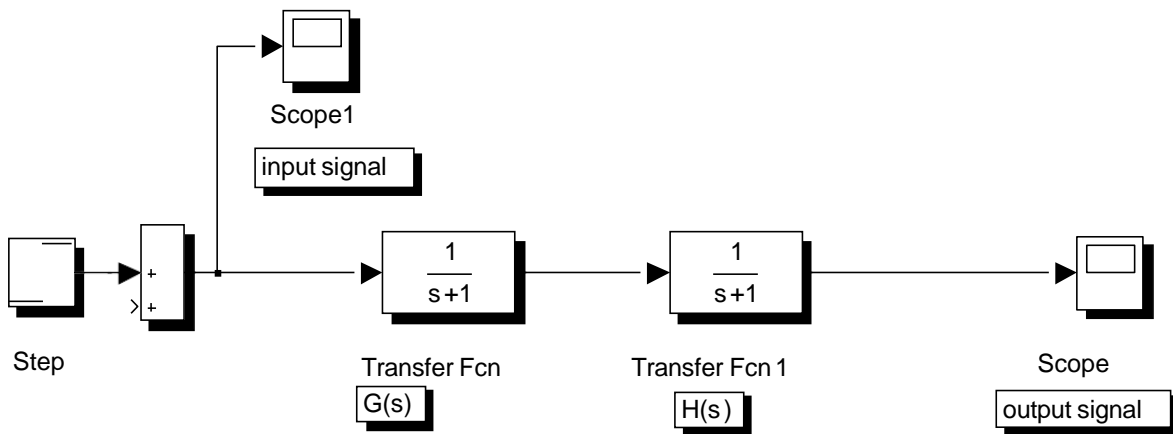 Scope1
input signal
+
+
1
s+1
1
s+1
Step
Transfer Fcn
Transfer Fcn 1
Scope
G(s)
H(s)
output signal